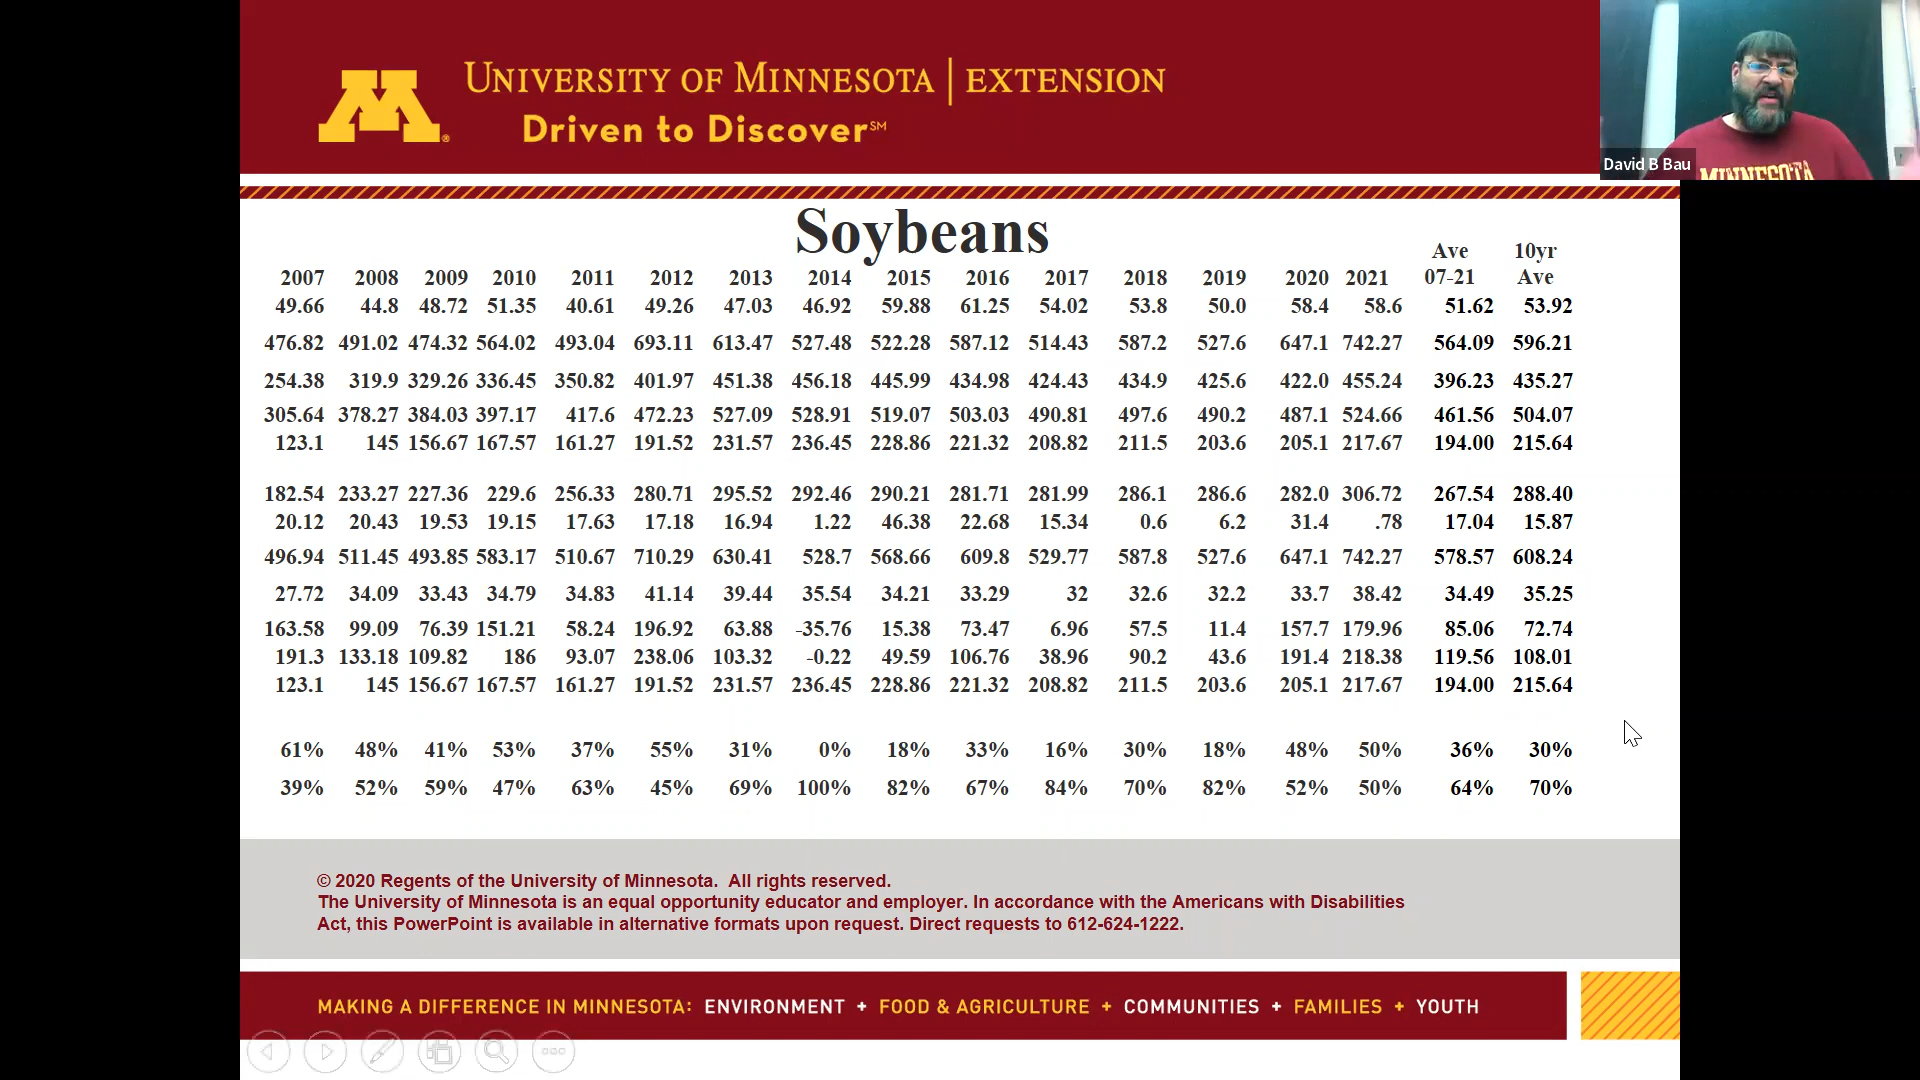 UNIVERSITY OF MINNESOTA | EXTENSION
Driven to Discover℠
David B Bau
MINNESOTA
Soybeans
Ave 10yr
2007 2008 2009 2010 2011 2012 2013 2014 2015 2016 2017 2018 2019 2020 2021 07-21 Ave
49.66 44.8 48.72 51.35 40.61 49.26 47.03 46.92 59.88 61.25 54.02 53.8 50.0 58.4 58.6 51.62 53.92
476.82 491.02 474.32 564.02 493.04 693.11 613.47 527.48 522.28 587.12 514.43 587.2 527.6 647.1 742.27 564.09 596.21
254.38 319.9 329.26 336.45 350.82 401.97 451.38 456.18 445.99 434.98 424.43 434.9 425.6 422.0 455.24 396.23 435.27
305.64 378.27 384.03 397.17 417.6 472.23 527.09 528.91 519.07 503.03 490.81 497.6 490.2 487.1 524.66 461.56 504.07
123.1 145 156.67 167.57 161.27 191.52 231.57 236.45 228.86 221.32 208.82 211.5 203.6 205.1 217.67 194.00 215.64
182.54 233.27 227.36 229.6 256.33 280.71 295.52 292.46 290.21 281.71 281.99 286.1 286.6 282.0 306.72 267.54 288.40
20.12 20.43 19.53 19.15 17.63 17.18 16.94 1.22 46.38 22.68 15.34 0.6 6.2 31.4 .78 17.04 15.87
496.94 511.45 493.85 583.17 510.67 710.29 630.41 528.7 568.66 609.8 529.77 587.8 527.6 647.1 742.27 578.57 608.24
27.72 34.09 33.43 34.79 34.83 41.14 39.44 35.54 34.21 33.29 32 32.6 32.2 33.7 38.42 34.49 35.25
163.58 99.09 76.39 151.21 58.24 196.92 63.88 -35.76 15.38 73.47 6.96 57.5 11.4 157.7 179.96 85.06 72.74
191.3 133.18 109.82 186 93.07 238.06 103.32 -0.22 49.59 106.76 38.96 90.2 43.6 191.4 218.38 119.56 108.01
123.1 145 156.67 167.57 161.27 191.52 231.57 236.45 228.86 221.32 208.82 211.5 203.6 205.1 217.67 194.00 215.64
61% 48% 41% 53% 37% 55% 31% 0% 18% 33% 16% 30% 18% 48% 50% 36% 30%
39% 52% 59% 47% 63% 45% 69% 100% 82% 67% 84% 70% 82% 52% 50% 64% 70%
© 2020 Regents of the University of Minnesota. All rights reserved.
The University of Minnesota is an equal opportunity educator and employer. In accordance with the Americans with Disabilities
Act, this PowerPoint is available in alternative formats upon request. Direct requests to 612-624-1222.
MAKING A DIFFERENCE IN MINNESOTA: ENVIRONMENT + FOOD & AGRICULTURE + COMMUNITIES + FAMILIES + YOUTH